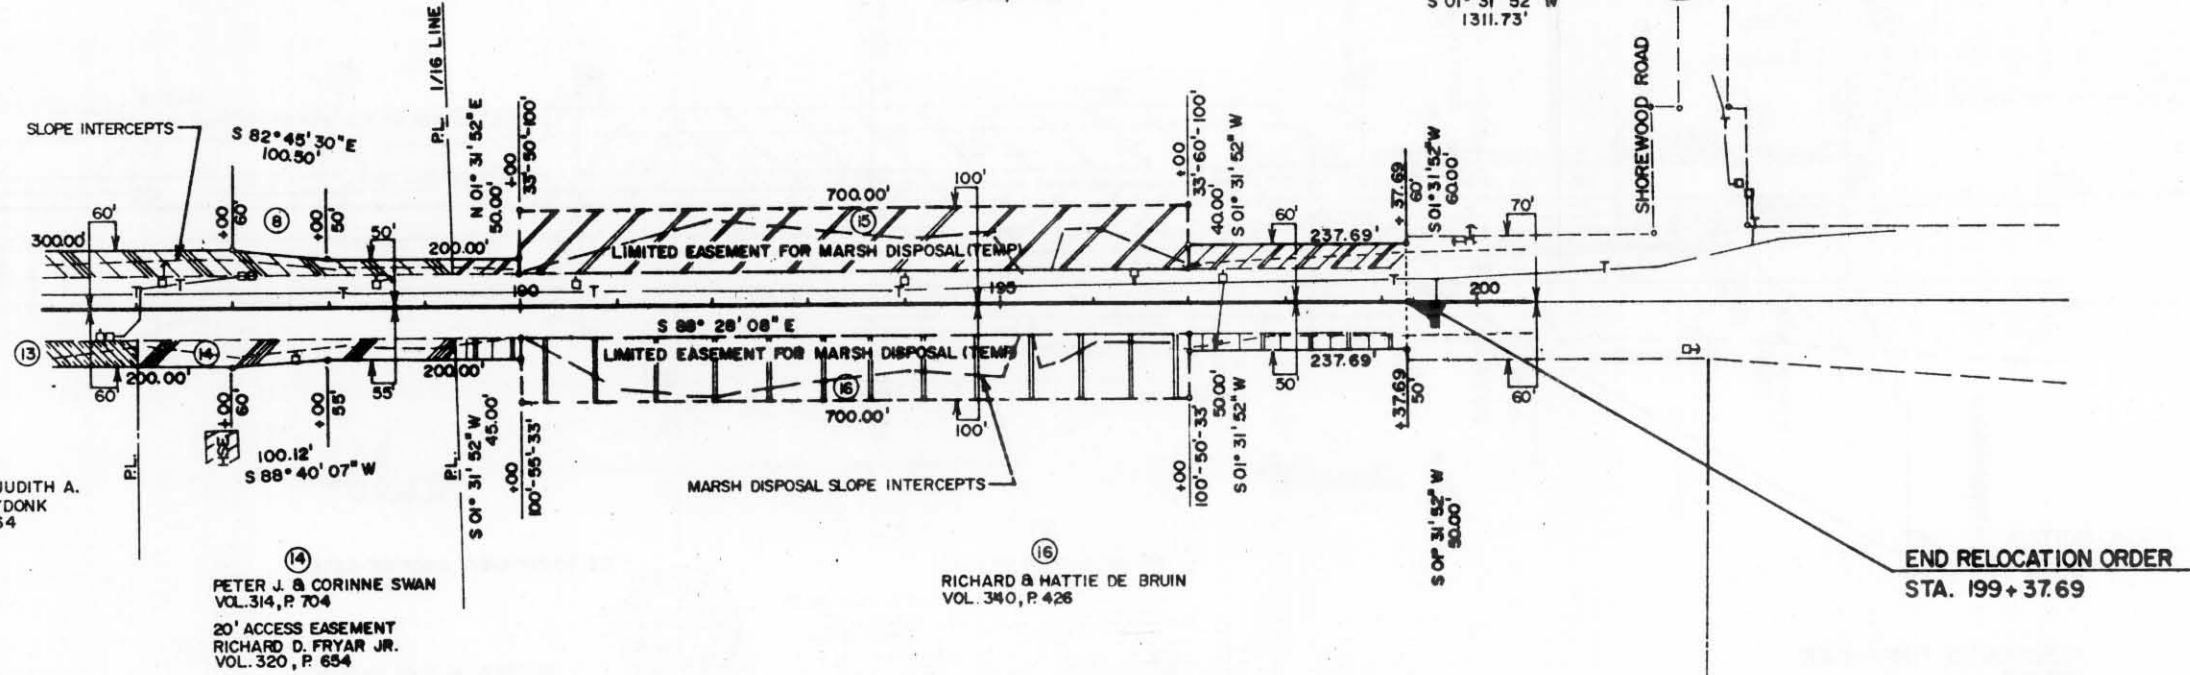 S 01° 31' 52" W
1311.73'
1/16 LINE
P.L.
SHOREWOOD ROAD
SLOPE INTERCEPTS
S 82° 45' 30" E
100.50'
N 01° 31' 52" E
50.00'
+00
33'-50'-100'
+00
33'-60'-100'
40.00'
S 01° 31' 52" W
+37.69
60'
S 01° 31' 52" W
60.00'
T
60'
+00
60'
8
+00
50'
50'
300.00'
200.00'
700.00'
100'
15
LIMITED EASEMENT FOR MARSH DISPOSAL (TEMP)
60'
237.69'
70'
T
T
190
T
T
195
T
T
T
200
S 88° 28' 08" E
13
14
200.00'
200.00'
LIMITED EASEMENT FOR MARSH DISPOSAL (TEMP)
16
700.00'
237.69'
60'
+00
60'
+00
55'
55'
100'
50'
+37.69
50'
60'
HSE.
100.12'
S 88° 40' 07" W
P.L.
P.L.
S 01° 31' 52" W
45.00'
+00
100'-55'-33'
MARSH DISPOSAL SLOPE INTERCEPTS
+00
100'-50'-33'
50.00'
S 01° 31' 52" W
S 01° 31' 52" W
50.00'
JUDITH A.
YDONK
64
14
PETER J. & CORINNE SWAN
VOL.314, P. 704
20' ACCESS EASEMENT
RICHARD D. FRYAR JR.
VOL. 320, P. 654
16
RICHARD & HATTIE DE BRUIN
VOL. 340, P. 426
END RELOCATION ORDER
STA. 199+37.69